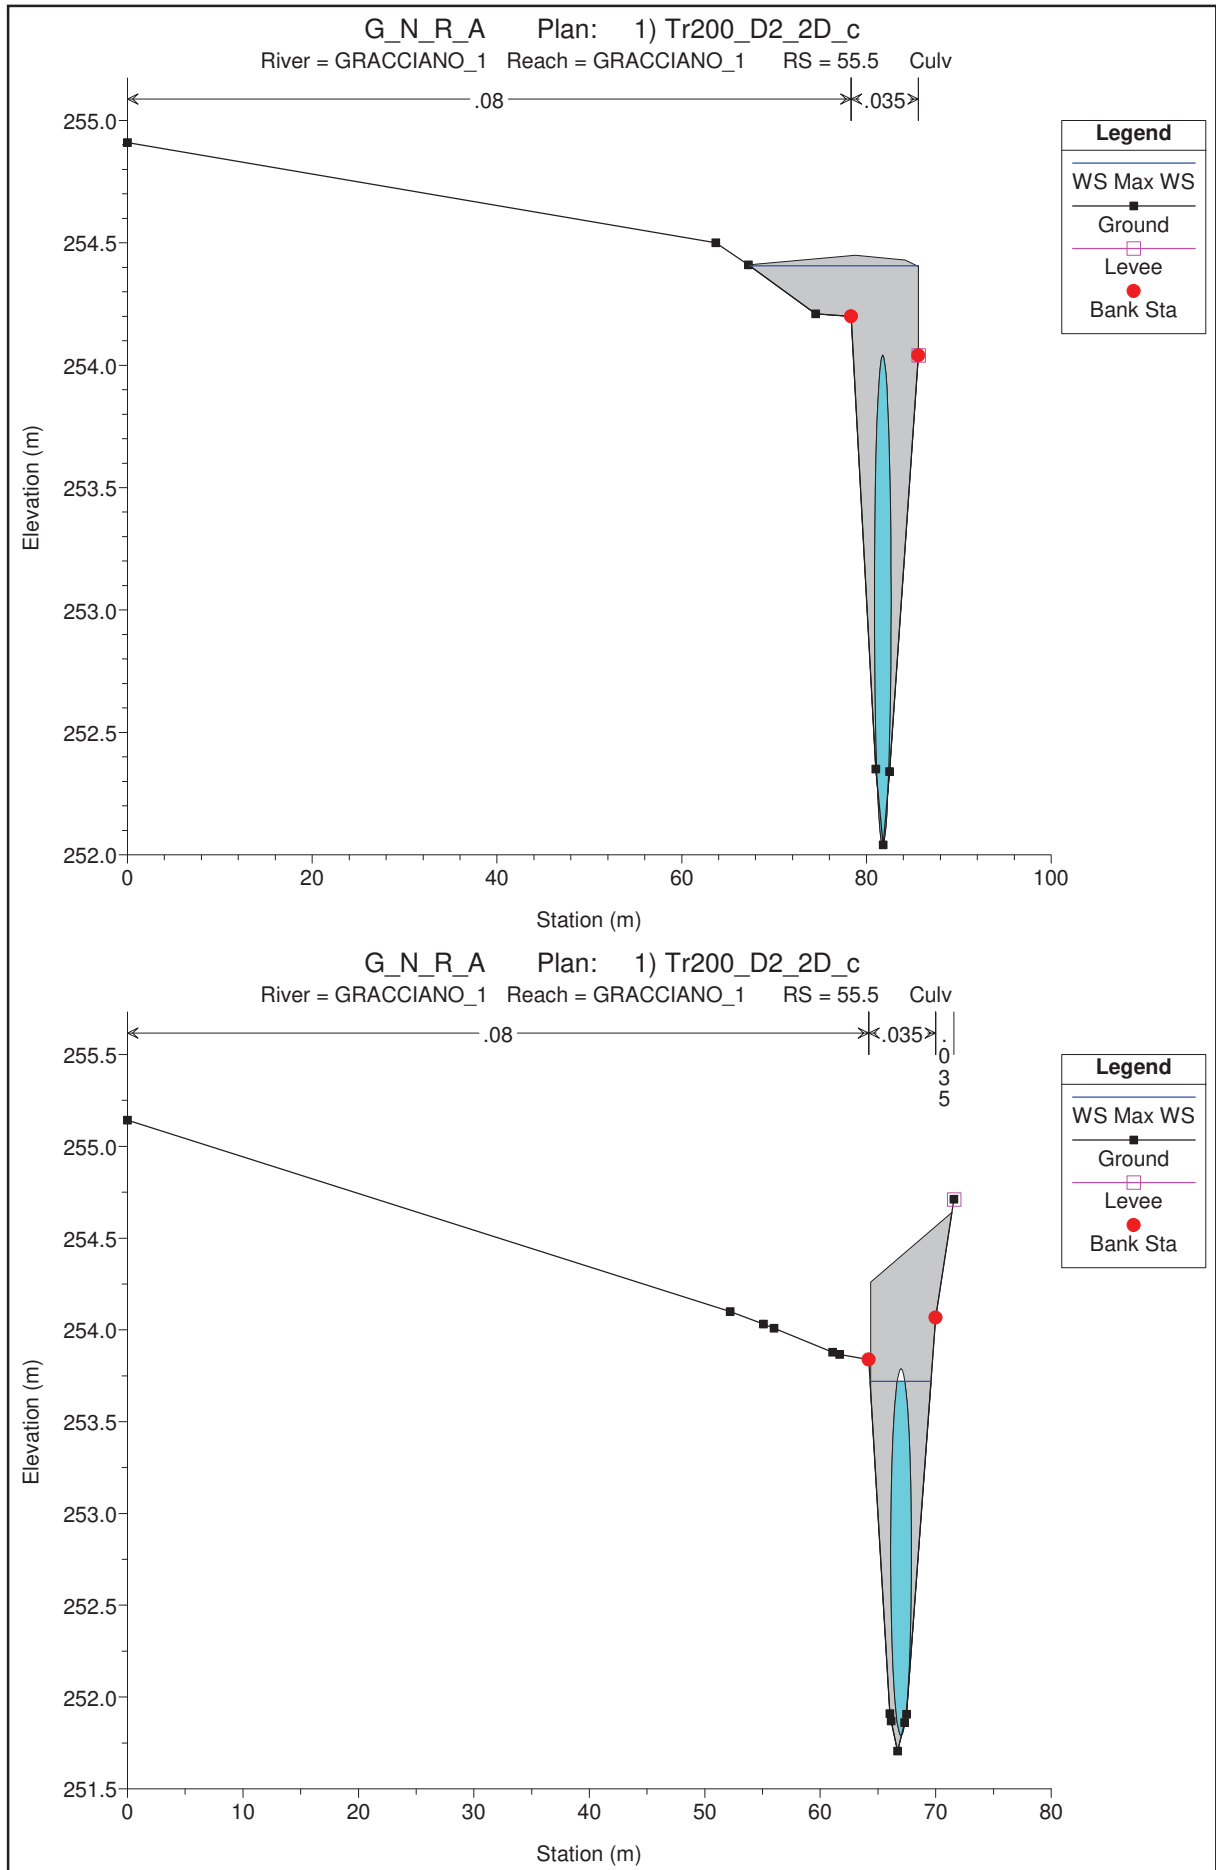 G_N_R_A Plan: 1) Tr200_D2_2D_c
River = GRACCIANO_1 Reach = GRACCIANO_1 RS = 55.5 Culv
.08
.035
255.0
254.5
254.0
253.5
253.0
252.5
252.0
Elevation (m)
0 20 40 60 80 100
Station (m)
Legend
WS Max WS
Ground
Levee
Bank Sta
G_N_R_A Plan: 1) Tr200_D2_2D_c
River = GRACCIANO_1 Reach = GRACCIANO_1 RS = 55.5 Culv
.08
.035
.035
255.5
255.0
254.5
254.0
253.5
253.0
252.5
252.0
251.5
Elevation (m)
0 10 20 30 40 50 60 70 80
Station (m)
Legend
WS Max WS
Ground
Levee
Bank Sta